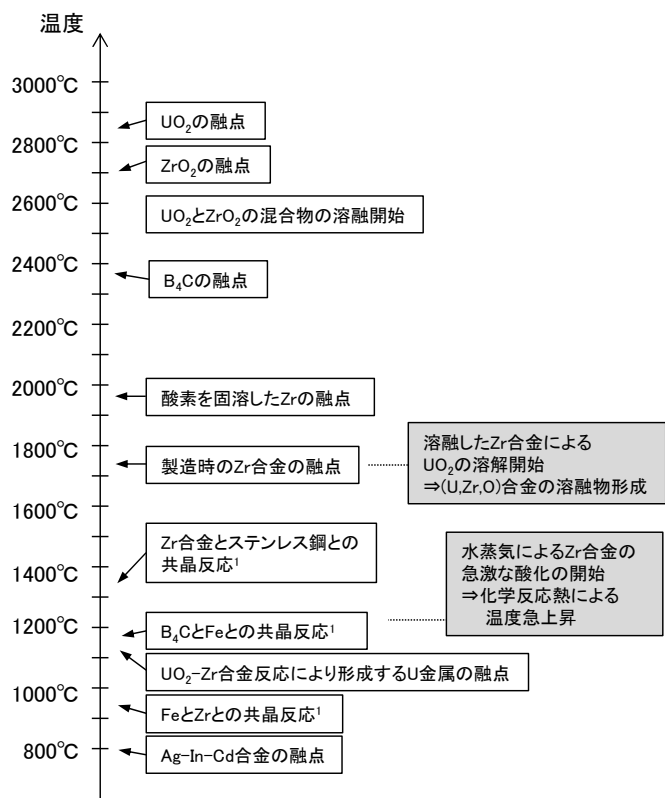 温度
3000℃
UO₂の融点
2800℃
ZrO₂の融点
2600℃
UO₂とZrO₂の混合物の溶融開始
2400℃
B₄Cの融点
2200℃
2000℃
酸素を固溶したZrの融点
1800℃
製造時のZr合金の融点
溶融したZr合金による
UO₂の溶解開始
⇒(U,Zr,O)合金の溶融物形成
1600℃
Zr合金とステンレス鋼との
共晶反応¹
1400℃
水蒸気によるZr合金の
急激な酸化の開始
⇒化学反応熱による
温度急上昇
1200℃
B₄CとFeとの共晶反応¹
UO₂-Zr合金反応により形成するU金属の融点
1000℃
FeとZrとの共晶反応¹
800℃
Ag-In-Cd合金の融点